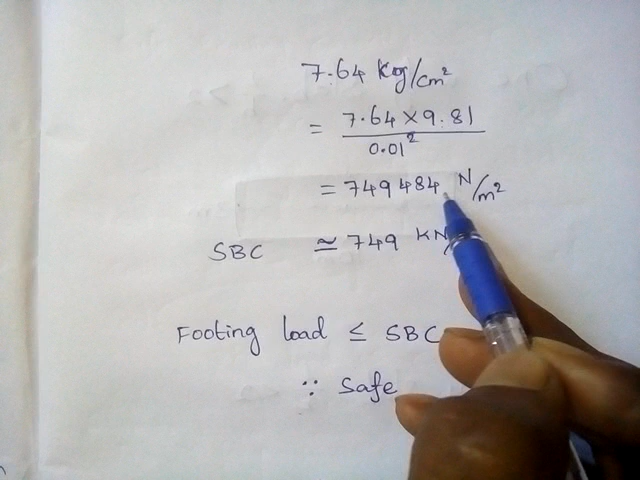 7.64 Kg/cm²
= 7.64 × 9.81 / 0.01²
= 749484 N/m²
SBC ≃ 749 KN/
Footing load ≤ SBC
∵ Safe